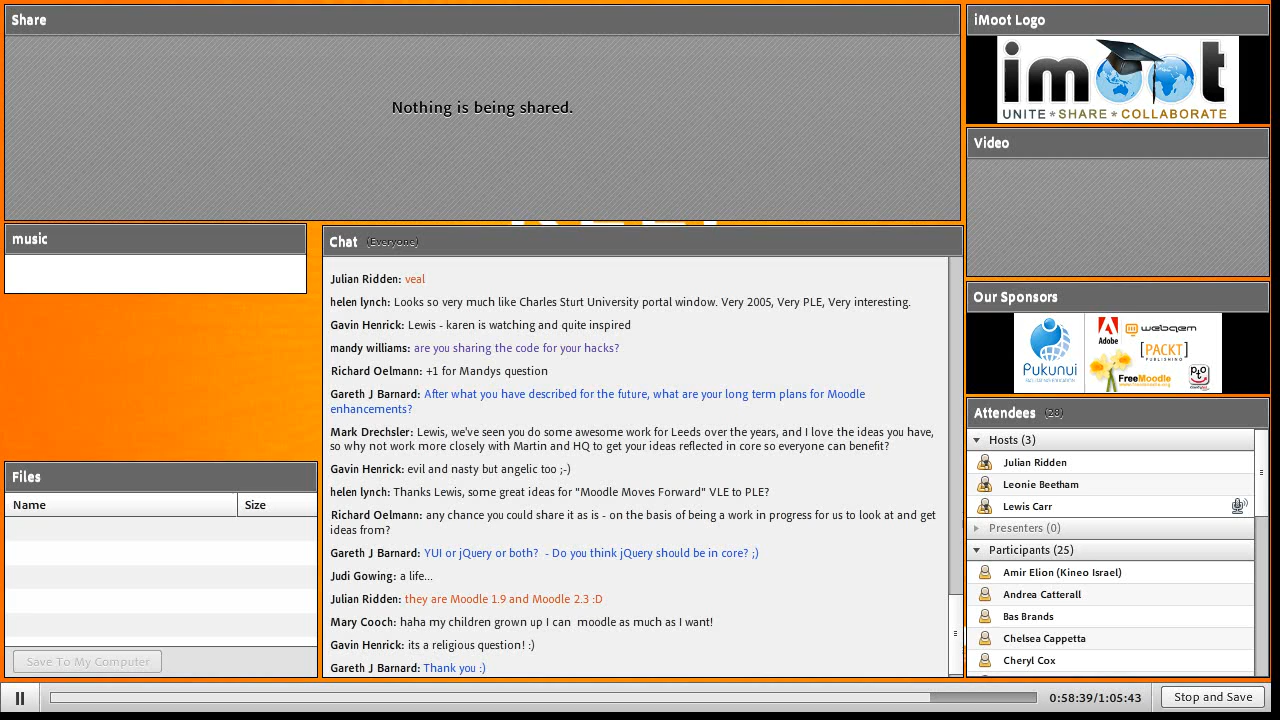 Share
Nothing is being shared.
iMoot Logo
imoot
UNITE * SHARE * COLLABORATE
Video
music
Chat (Everyone)
Julian Ridden: veal
helen lynch: Looks so very much like Charles Sturt University portal window. Very 2005, Very PLE, Very interesting.
Gavin Henrick: Lewis - karen is watching and quite inspired
mandy williams: are you sharing the code for your hacks?
Richard Oelmann: +1 for Mandys question
Gareth J Barnard: After what you have described for the future, what are your long term plans for Moodle
enhancements?
Mark Drechsler: Lewis, we've seen you do some awesome work for Leeds over the years, and I love the ideas you have,
so why not work more closely with Martin and HQ to get your ideas reflected in core so everyone can benefit?
Gavin Henrick: evil and nasty but angelic too ;-)
helen lynch: Thanks Lewis, some great ideas for "Moodle Moves Forward" VLE to PLE?
Richard Oelmann: any chance you could share it as is - on the basis of being a work in progress for us to look at and get
ideas from?
Gareth J Barnard: YUI or jQuery or both?  - Do you think jQuery should be in core? ;)
Judi Gowing: a life...
Julian Ridden: they are Moodle 1.9 and Moodle 2.3 :D
Mary Cooch: haha my children grown up I can  moodle as much as I want!
Gavin Henrick: its a religious question! :)
Gareth J Barnard: Thank you :)
Our Sponsors
Pukunui
Adobe
webqem
[PACKT]
PUBLISHING
FreeMoodle
Attendees (28)
Hosts (3)
Julian Ridden
Leonie Beetham
Lewis Carr
Presenters (0)
Participants (25)
Amir Elion (Kineo Israel)
Andrea Catterall
Bas Brands
Chelsea Cappetta
Cheryl Cox
Files
Name Size
Save To My Computer
0:58:39/1:05:43
Stop and Save